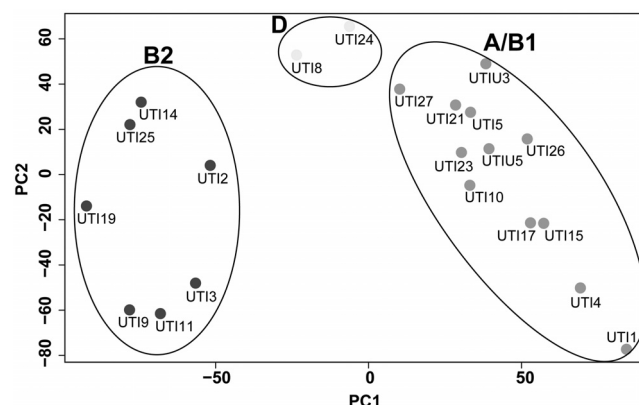 D
A/B1
B2
60
UTI24
UTI8
UTIU3
40
UTI27
UTI14
UTI21
UTI5
UTI25
20
UTI26
UTIU5
UTI23
UTI2
0
UTI10
PC2
UTI19
−20
UTI17
UTI15
−40
UTI3
UTI4
−60
UTI9
UTI11
UTI1
−80
−50
0
50
PC1